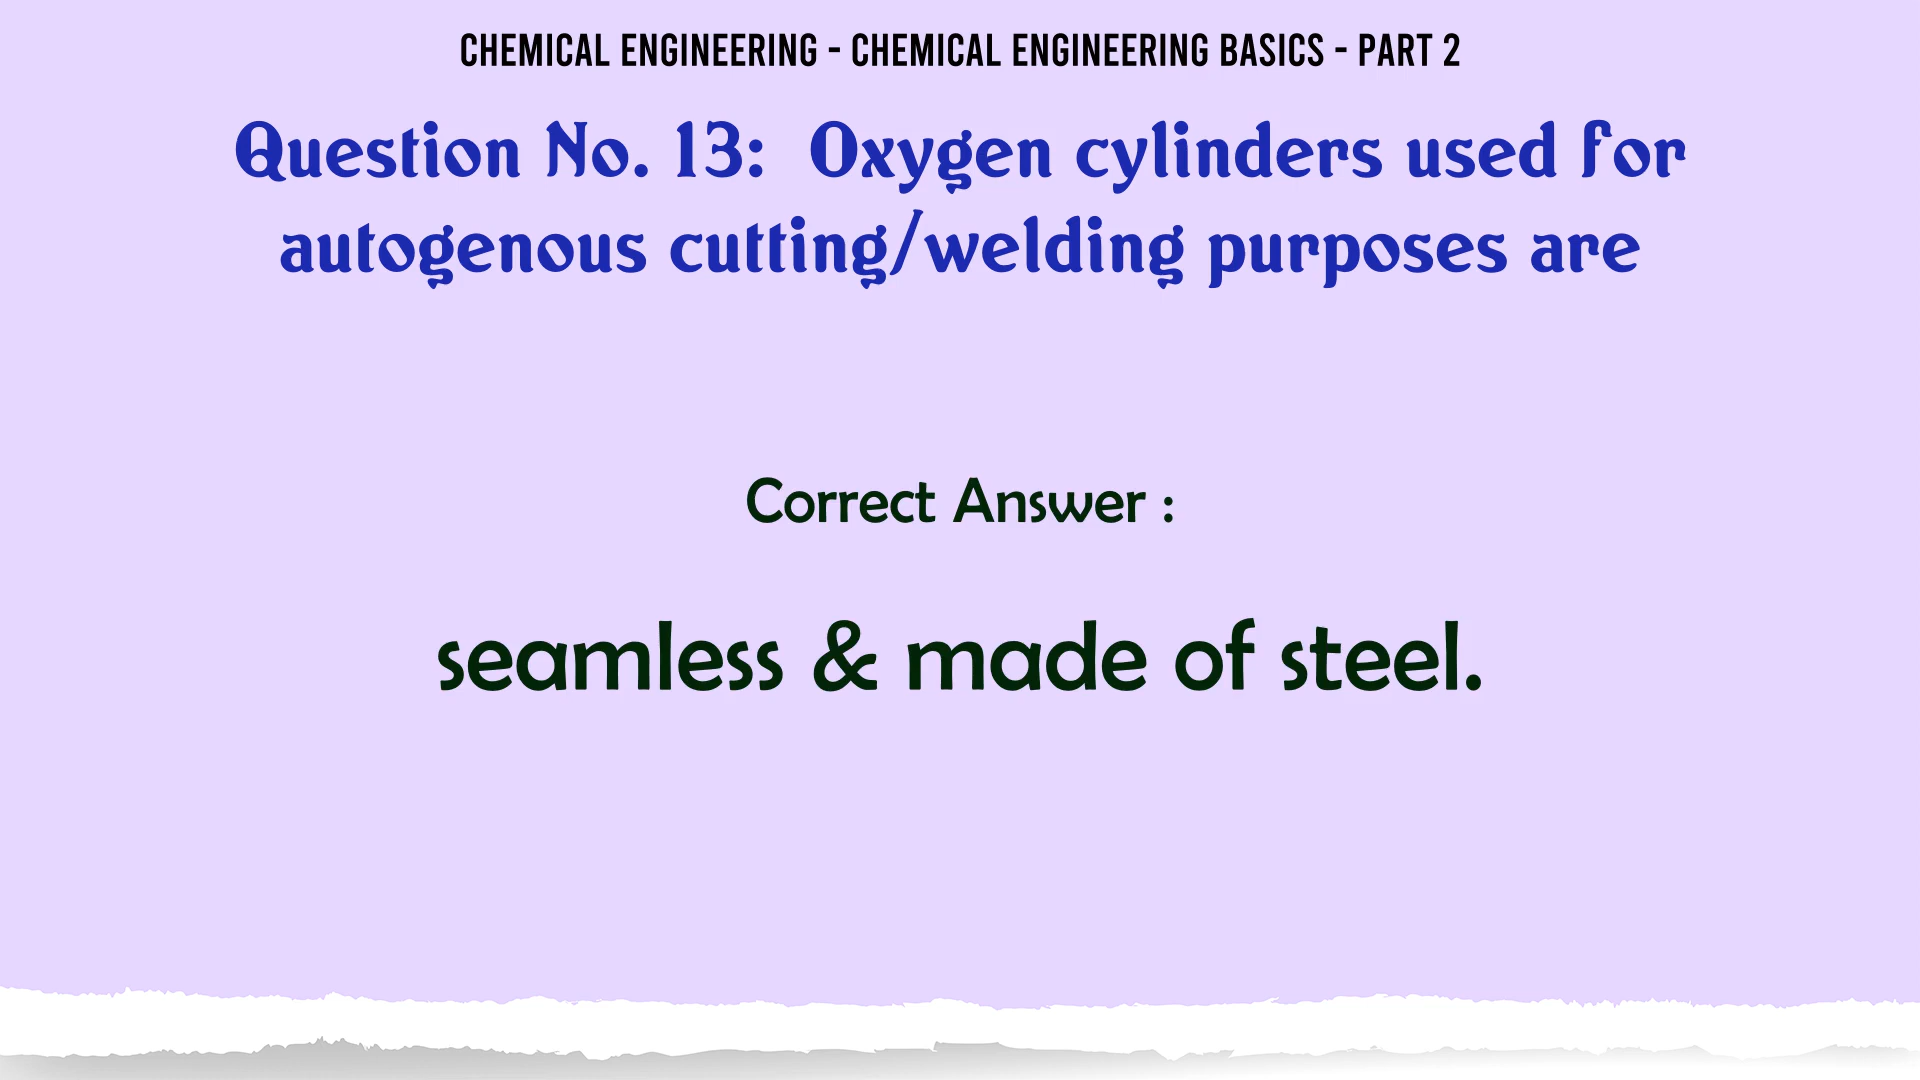 CHEMICAL ENGINEERING - CHEMICAL ENGINEERING BASICS - PART 2
Question No. 13: Oxygen cylinders used for
autogenous cutting/welding purposes are
Correct Answer :
seamless & made of steel.